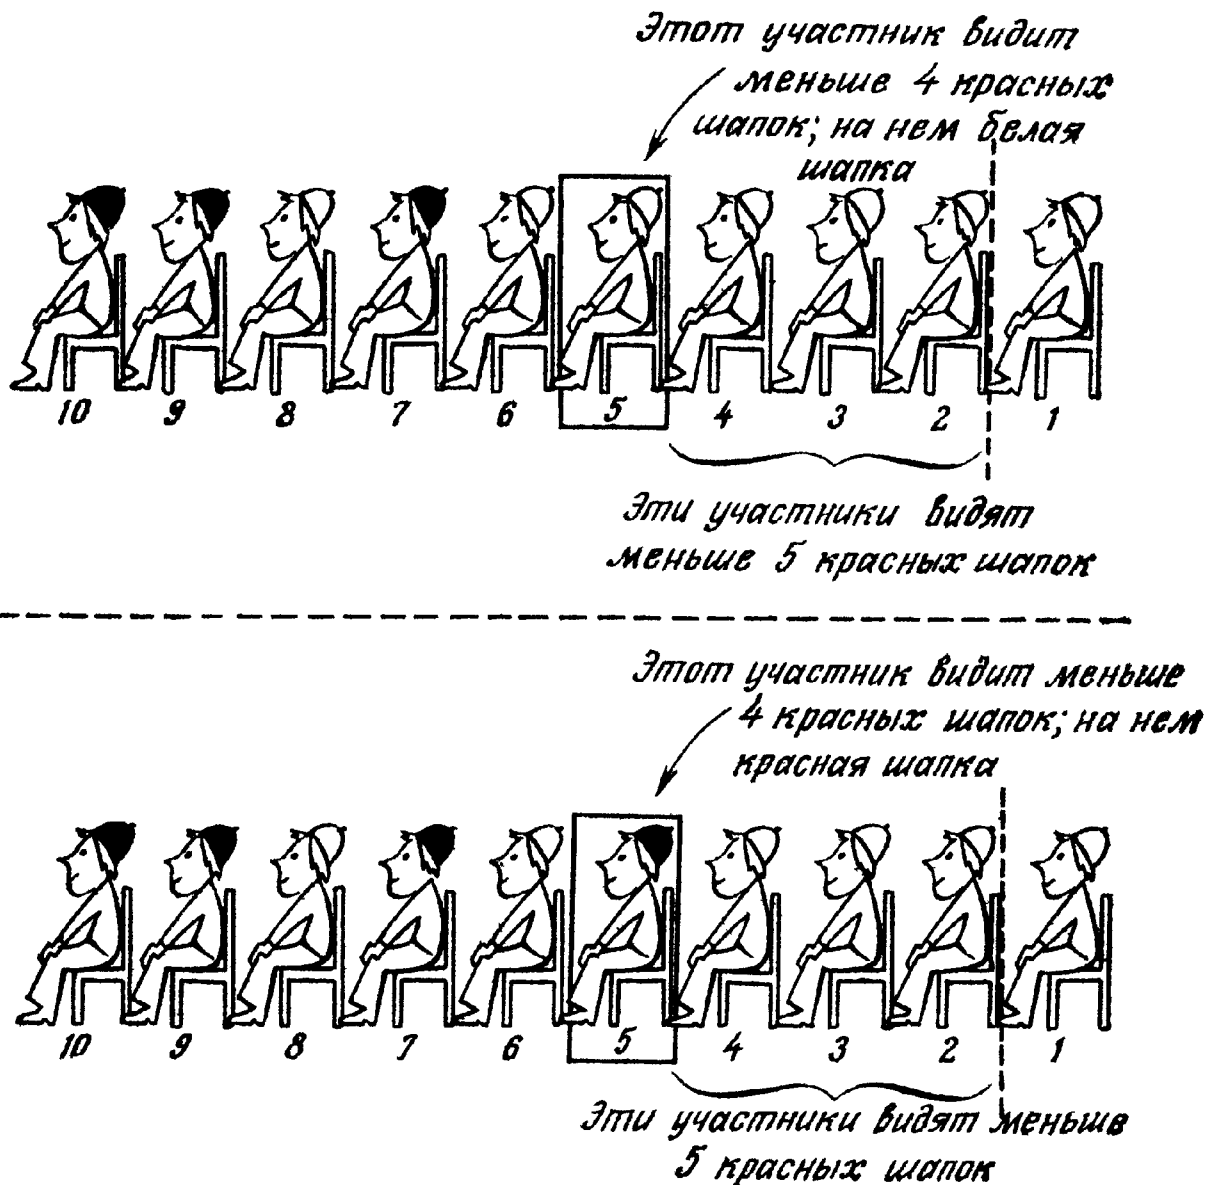 Этот участник видит
меньше 4 красных
шапок; на нем белая
шапка
10 9 8 7 6 5 4 3 2 1
Эти участники видят
меньше 5 красных шапок
Этот участник видит меньше
4 красных шапок; на нем
красная шапка
10 9 8 7 6 5 4 3 2 1
Эти участники видят меньше
5 красных шапок